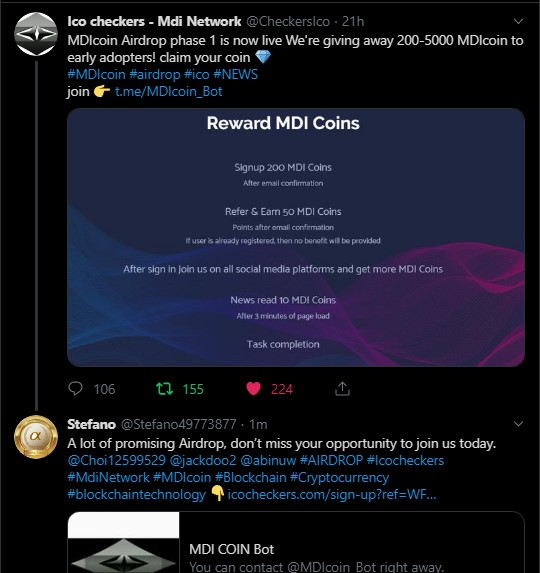 Ico checkers - Mdi Network @CheckersIco · 21h
MDIcoin Airdrop phase 1 is now live We're giving away 200-5000 MDIcoin to
early adopters! claim your coin 💎
#MDIcoin #airdrop #ico #NEWS
join 👉 t.me/MDIcoin_Bot
Reward MDI Coins
Signup 200 MDI Coins
After email confirmation
Refer & Earn 50 MDI Coins
Points after email confirmation
If user is already registered, then no benefit will be provided
After sign in Join us on all social media platforms and get more MDI Coins
News read 10 MDI Coins
After 3 minutes of page load
Task completion
106 155 224
Stefano @Stefano49773877 · 1m
A lot of promising Airdrop, don't miss your opportunity to join us today.
@Choi12599529 @jackdoo2 @abinuw #AIRDROP #Icocheckers
#MdiNetwork #MDIcoin #Blockchain #Cryptocurrency
#blockchaintechnology 👇 icocheckers.com/sign-up?ref=WF...
MDI COIN Bot
You can contact @MDIcoin_Bot right away.